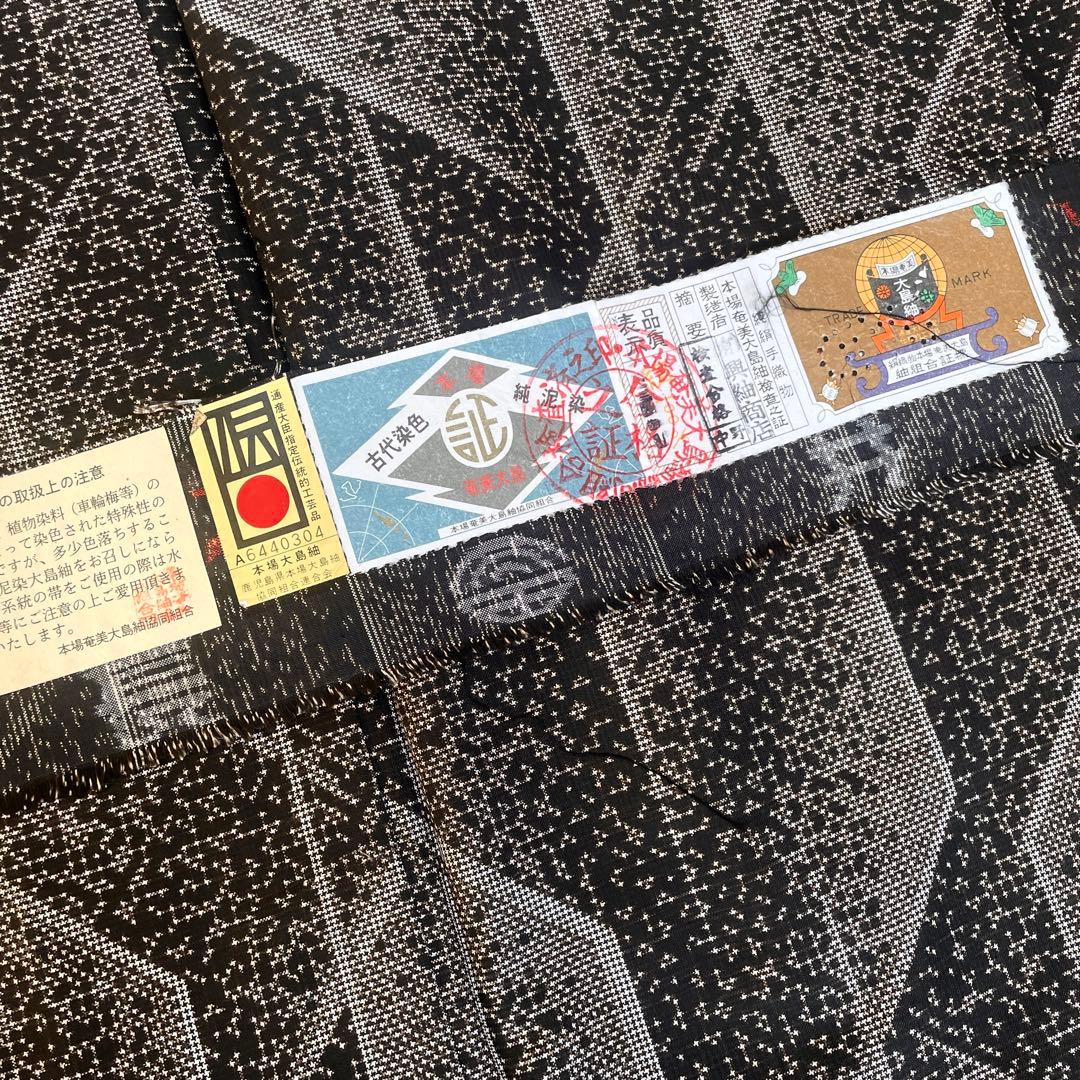 の取扱上の注意
植物染料（車輪梅等）の
って染色された特殊性の
すが、多少色落ちするこ
泥染大島紬をお召しになら
系統の帯をご使用の際は水
等にご注意の上ご愛用頂きま
いたします。
本場奄美大島紬協同組合
通産大臣指定伝統的工芸品
A6440304
本場大島紬
鹿児島県本場大島紬
協同組合連合会
古代染色
純泥染
証
奄美大島
本場奄美大島紬協同組合
品質
表示
本場奄美大島紬検査之証
製造者
紬商店
摘要
検査合格
絹手織物
本場奄美
大島紬
TRADE
MARK
紬組合証票